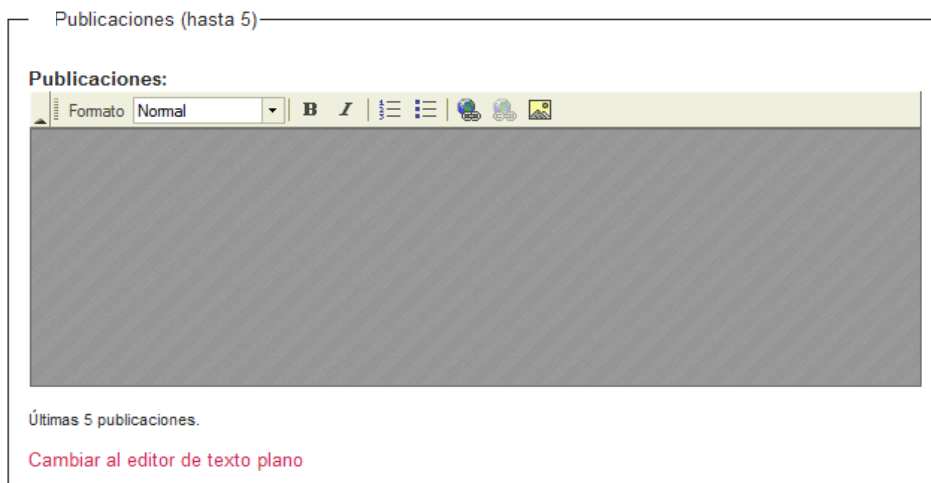 Publicaciones (hasta 5)
Publicaciones:
Formato Normal B I
Últimas 5 publicaciones.
Cambiar al editor de texto plano